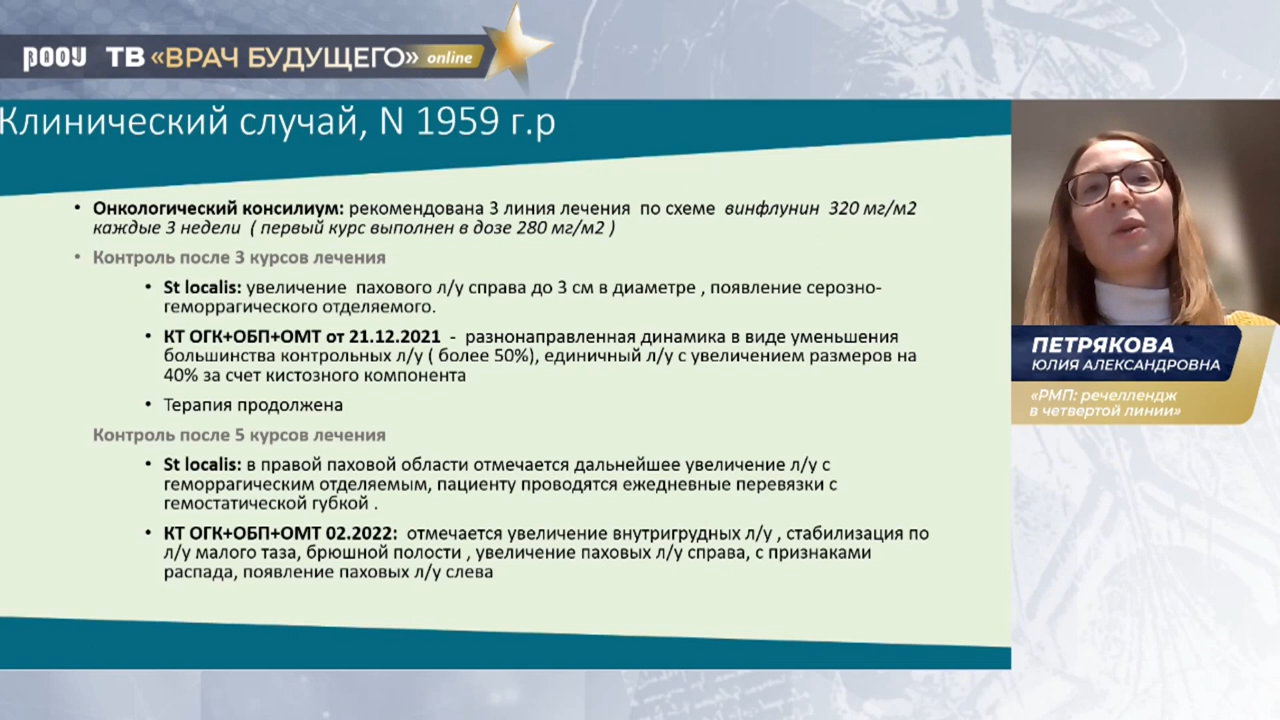 РООУ ТВ «ВРАЧ БУДУЩЕГО» online
Клинический случай, N 1959 г.р
• Онкологический консилиум: рекомендована 3 линия лечения по схеме винфлунин 320 мг/м2
каждые 3 недели ( первый курс выполнен в дозе 280 мг/м2 )
• Контроль после 3 курсов лечения
• St localis: увеличение пахового л/у справа до 3 см в диаметре , появление серозно-
геморрагического отделяемого.
• КТ ОГК+ОБП+ОМТ от 21.12.2021 - разнонаправленная динамика в виде уменьшения
большинства контрольных л/у ( более 50%), единичный л/у с увеличением размеров на
40% за счет кистозного компонента
• Терапия продолжена
Контроль после 5 курсов лечения
• St localis: в правой паховой области отмечается дальнейшее увеличение л/у с
геморрагическим отделяемым, пациенту проводятся ежедневные перевязки с
гемостатической губкой .
• КТ ОГК+ОБП+ОМТ 02.2022: отмечается увеличение внутригрудных л/у , стабилизация по
л/у малого таза, брюшной полости , увеличение паховых л/у справа, с признаками
распада, появление паховых л/у слева
ПЕТРЯКОВА
ЮЛИЯ АЛЕКСАНДРОВНА
«РМП: речеллендж
в четвертой линии»